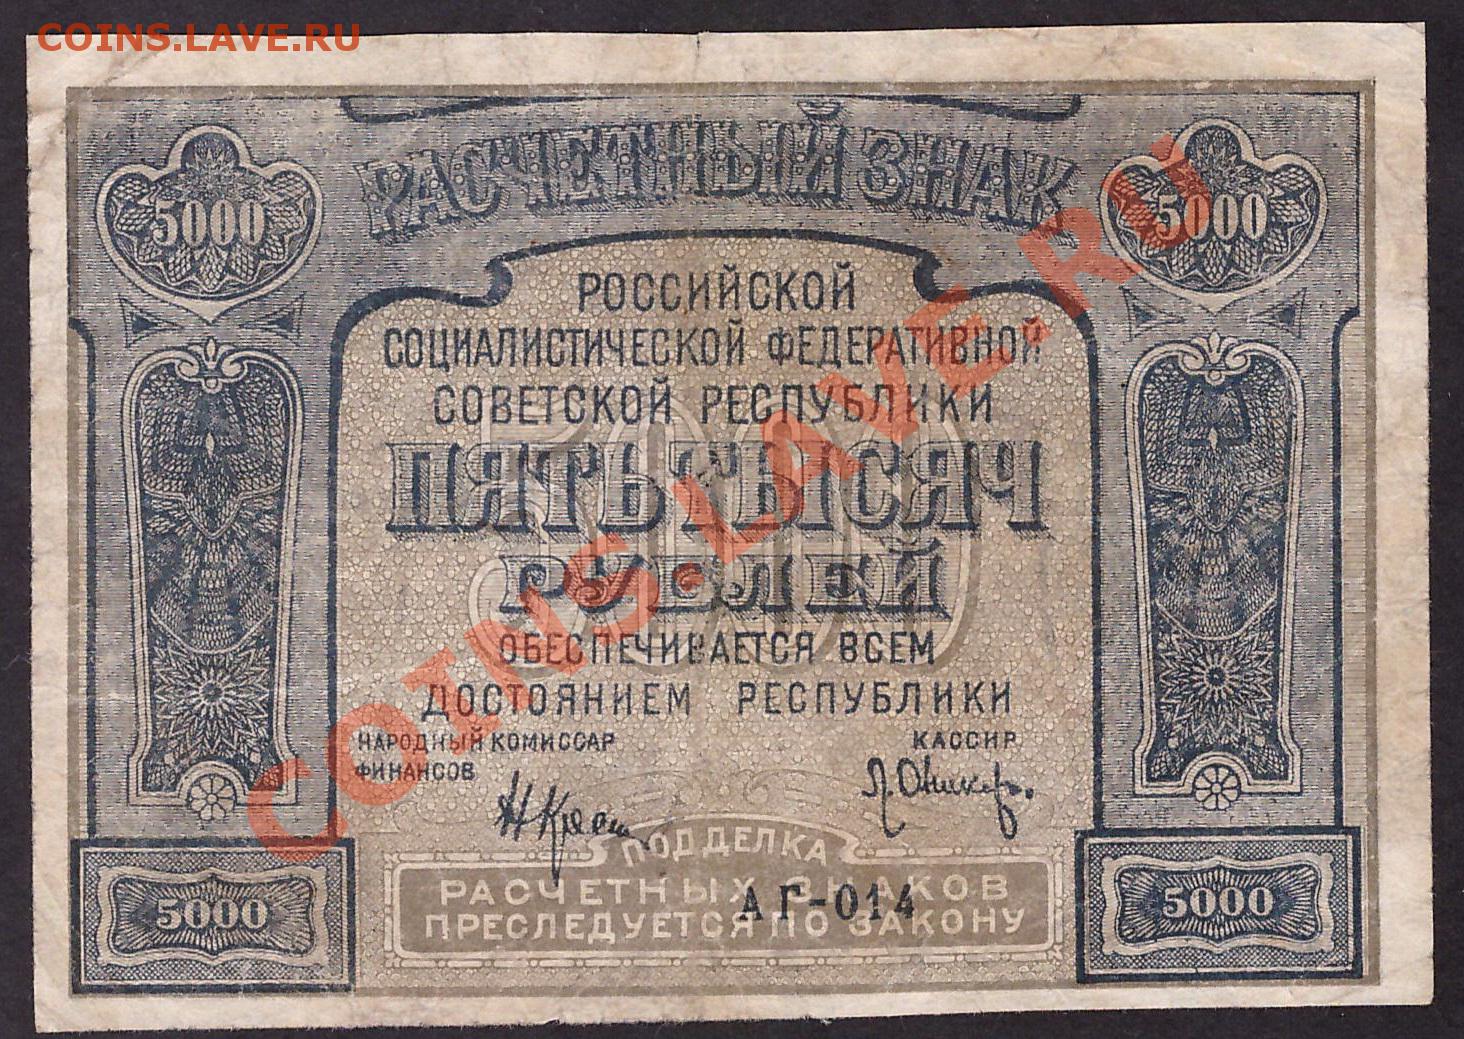 COINS.LAVE.RU
РАСЧЕТНЫЙ ЗНАК
5000 5000
РОССИЙСКОЙ
СОЦИАЛИСТИЧЕСКОЙ ФЕДЕРАТИВНОЙ
СОВЕТСКОЙ РЕСПУБЛИКИ
5000
ПЯТЬ ТЫСЯЧ
РУБЛЕЙ
ОБЕСПЕЧИВАЕТСЯ ВСЕМ
ДОСТОЯНИЕМ РЕСПУБЛИКИ
НАРОДНЫЙ КОМИССАР КАССИР
ФИНАНСОВ
ПОДДЕЛКА
РАСЧЕТНЫХ ЗНАКОВ
АГ-014
ПРЕСЛЕДУЕТСЯ ПО ЗАКОНУ
5000 5000
COINS.LAVE.RU